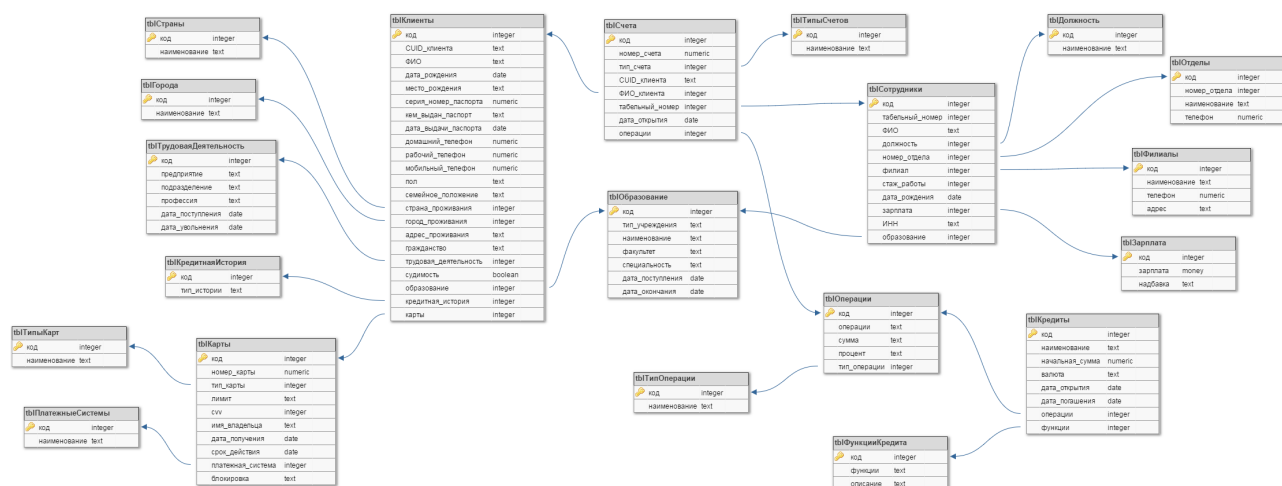 tblСтраны
код integer
наименование text
tblГорода
код integer
наименование text
tblТрудоваяДеятельность
код integer
предприятие text
подразделение text
профессия text
дата_поступления date
дата_увольнения date
tblКредитнаяИстория
код integer
тип_истории text
tblТипыКарт
код integer
наименование text
tblПлатежныеСистемы
код integer
наименование text
tblКарты
код integer
номер_карты numeric
тип_карты integer
лимит text
cvv integer
имя_владельца text
дата_получения date
срок_действия date
платежная_система integer
блокировка text
tblКлиенты
код integer
CUID_клиента text
ФИО text
дата_рождения date
место_рождения text
серия_номер_паспорта numeric
кем_выдан_паспорт text
дата_выдачи_паспорта date
домашний_телефон numeric
рабочий_телефон numeric
мобильный_телефон numeric
пол text
семейное_положение text
страна_проживания integer
город_проживания integer
адрес_проживания text
гражданство text
трудовая_деятельность integer
судимость boolean
образование integer
кредитная_история integer
карты integer
tblСчета
код integer
номер_счета numeric
тип_счета integer
CUID_клиента text
ФИО_клиента integer
табельный_номер integer
дата_открытия date
операции integer
tblТипыСчетов
код integer
наименование text
tblОбразование
код integer
тип_учреждения text
наименование text
факультет text
специальность text
дата_поступления date
дата_окончания date
tblСотрудники
код integer
табельный_номер integer
ФИО text
должность integer
номер_отдела integer
филиал integer
стаж_работы integer
дата_рождения date
зарплата integer
ИНН text
образование integer
tblДолжность
код integer
наименование text
tblОтделы
код integer
номер_отдела integer
наименование text
телефон numeric
tblФилиалы
код integer
наименование text
телефон numeric
адрес text
tblЗарплата
код integer
зарплата money
надбавка text
tblОперации
код integer
операции text
сумма text
процент text
тип_операции integer
tblТипОперации
код integer
наименование text
tblКредиты
код integer
наименование text
начальная_сумма numeric
валюта text
дата_открытия date
дата_погашения date
операции integer
функции integer
tblФункцииКредита
код integer
функции text
описание text